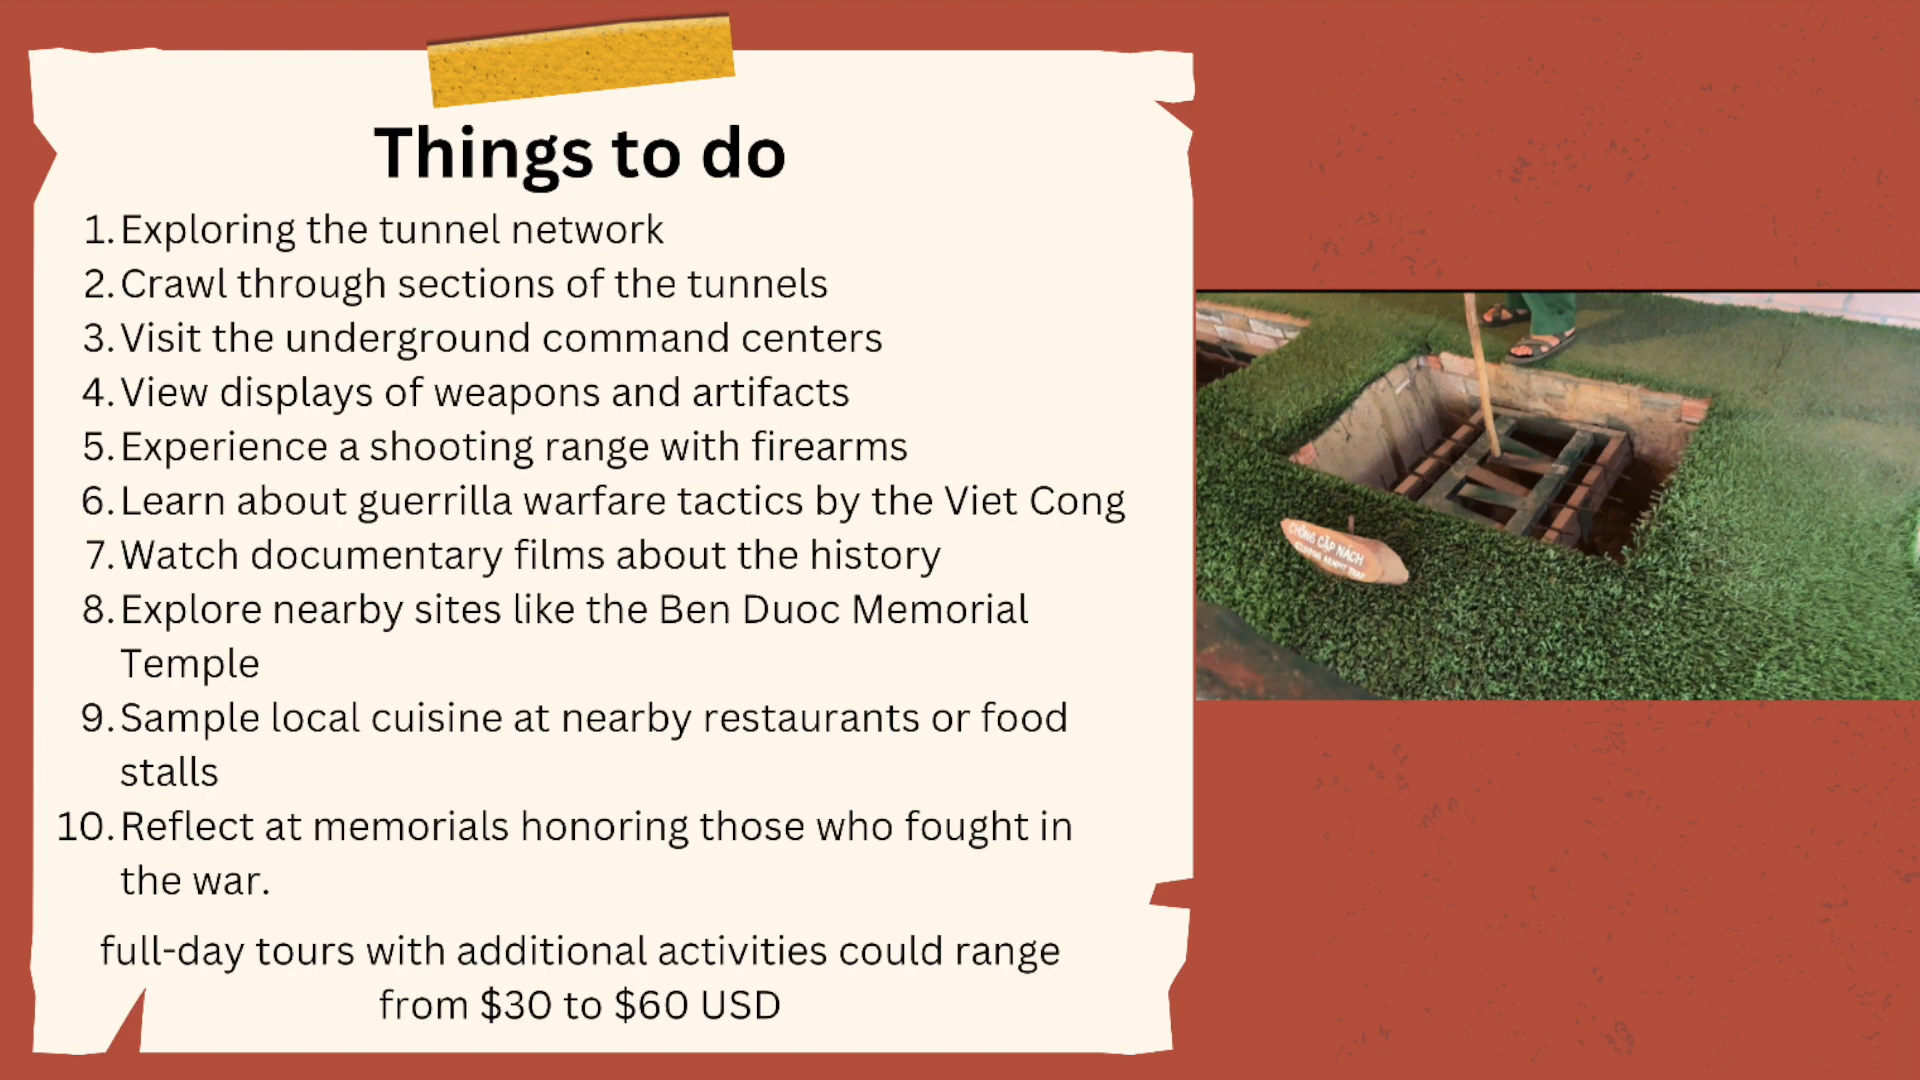 Things to do
1. Exploring the tunnel network
2. Crawl through sections of the tunnels
3. Visit the underground command centers
4. View displays of weapons and artifacts
5. Experience a shooting range with firearms
6. Learn about guerrilla warfare tactics by the Viet Cong
7. Watch documentary films about the history
8. Explore nearby sites like the Ben Duoc Memorial
Temple
9. Sample local cuisine at nearby restaurants or food
stalls
10. Reflect at memorials honoring those who fought in
the war.
full-day tours with additional activities could range
from $30 to $60 USD
CHÔNG CẶP NÁCH